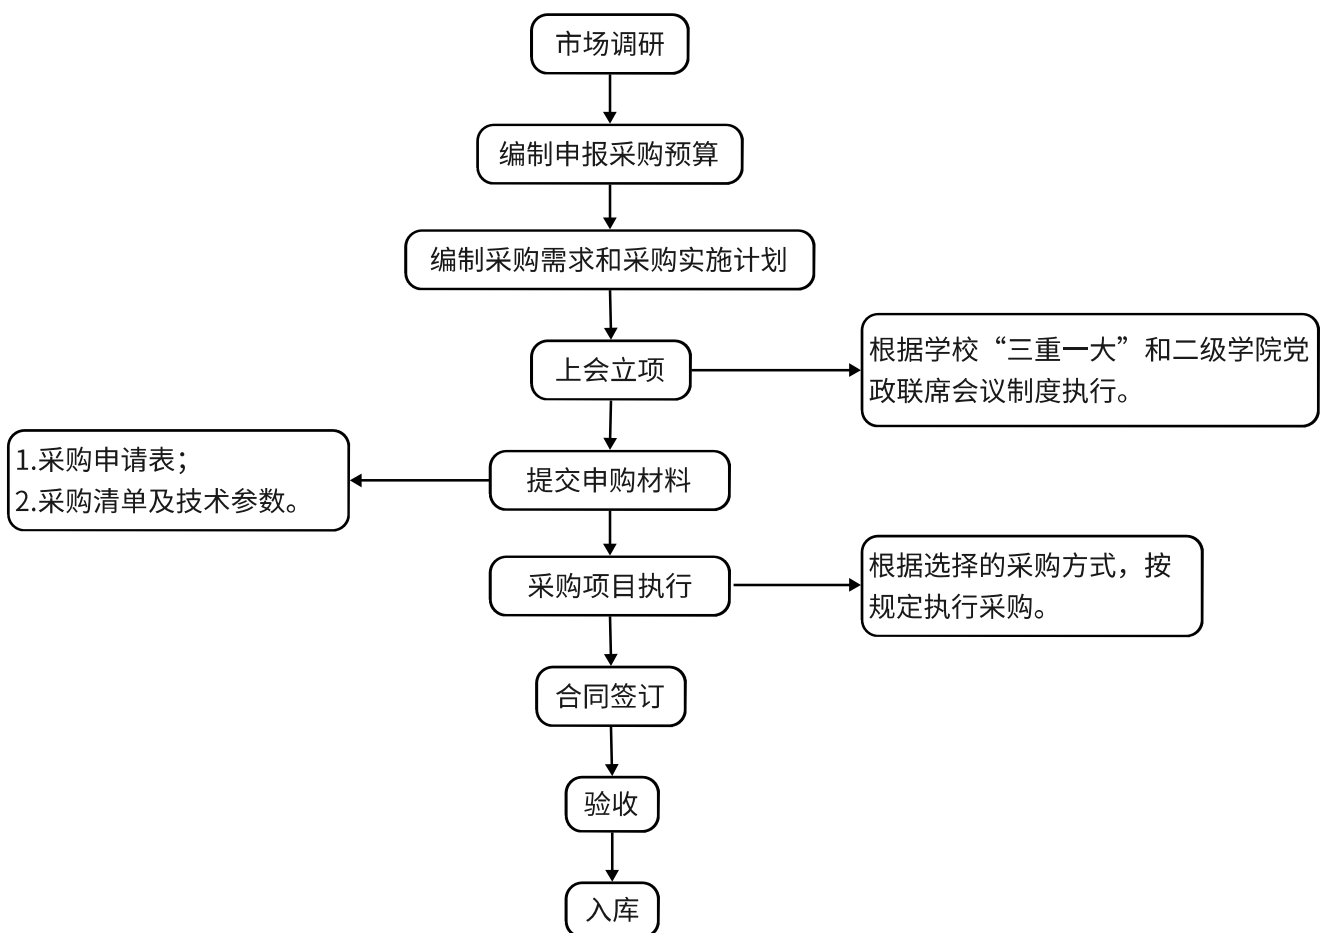 市场调研
编制申报采购预算
编制采购需求和采购实施计划
上会立项
根据学校“三重一大”和二级学院党
政联席会议制度执行。
1.采购申请表；
2.采购清单及技术参数。
提交申购材料
采购项目执行
根据选择的采购方式，按
规定执行采购。
合同签订
验收
入库